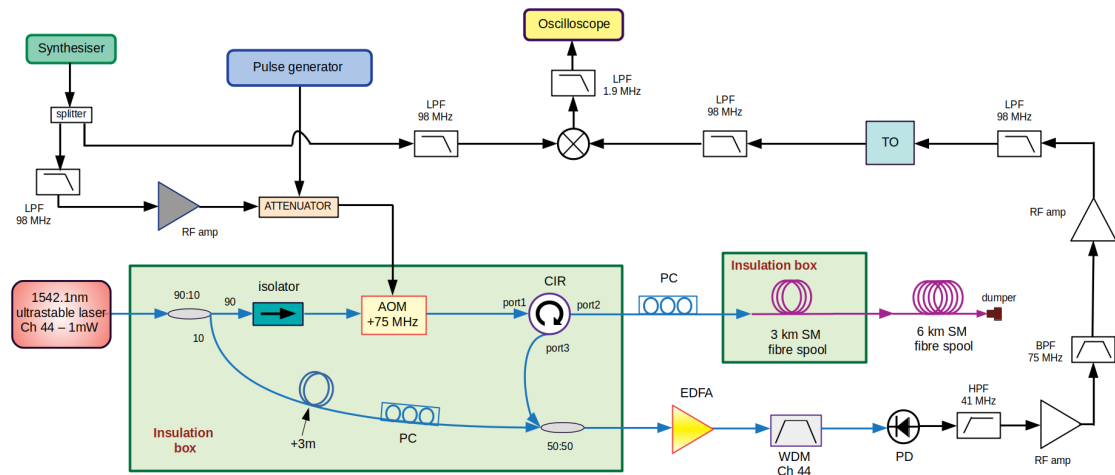 Oscilloscope
Synthesiser
Pulse generator
LPF
1.9 MHz
LPF
98 MHz
LPF
98 MHz
LPF
98 MHz
splitter
TO
LPF
98 MHz
RF amp
ATTENUATOR
RF amp
1542.1nm
ultrastable laser
Ch 44 – 1mW
90:10
90
10
isolator
AOM
+75 MHz
port1
CIR
port2
port3
PC
Insulation box
3 km SM
fibre spool
6 km SM
fibre spool
dumper
BPF
75 MHz
Insulation
box
+3m
PC
50:50
EDFA
WDM
Ch 44
PD
HPF
41 MHz
RF amp